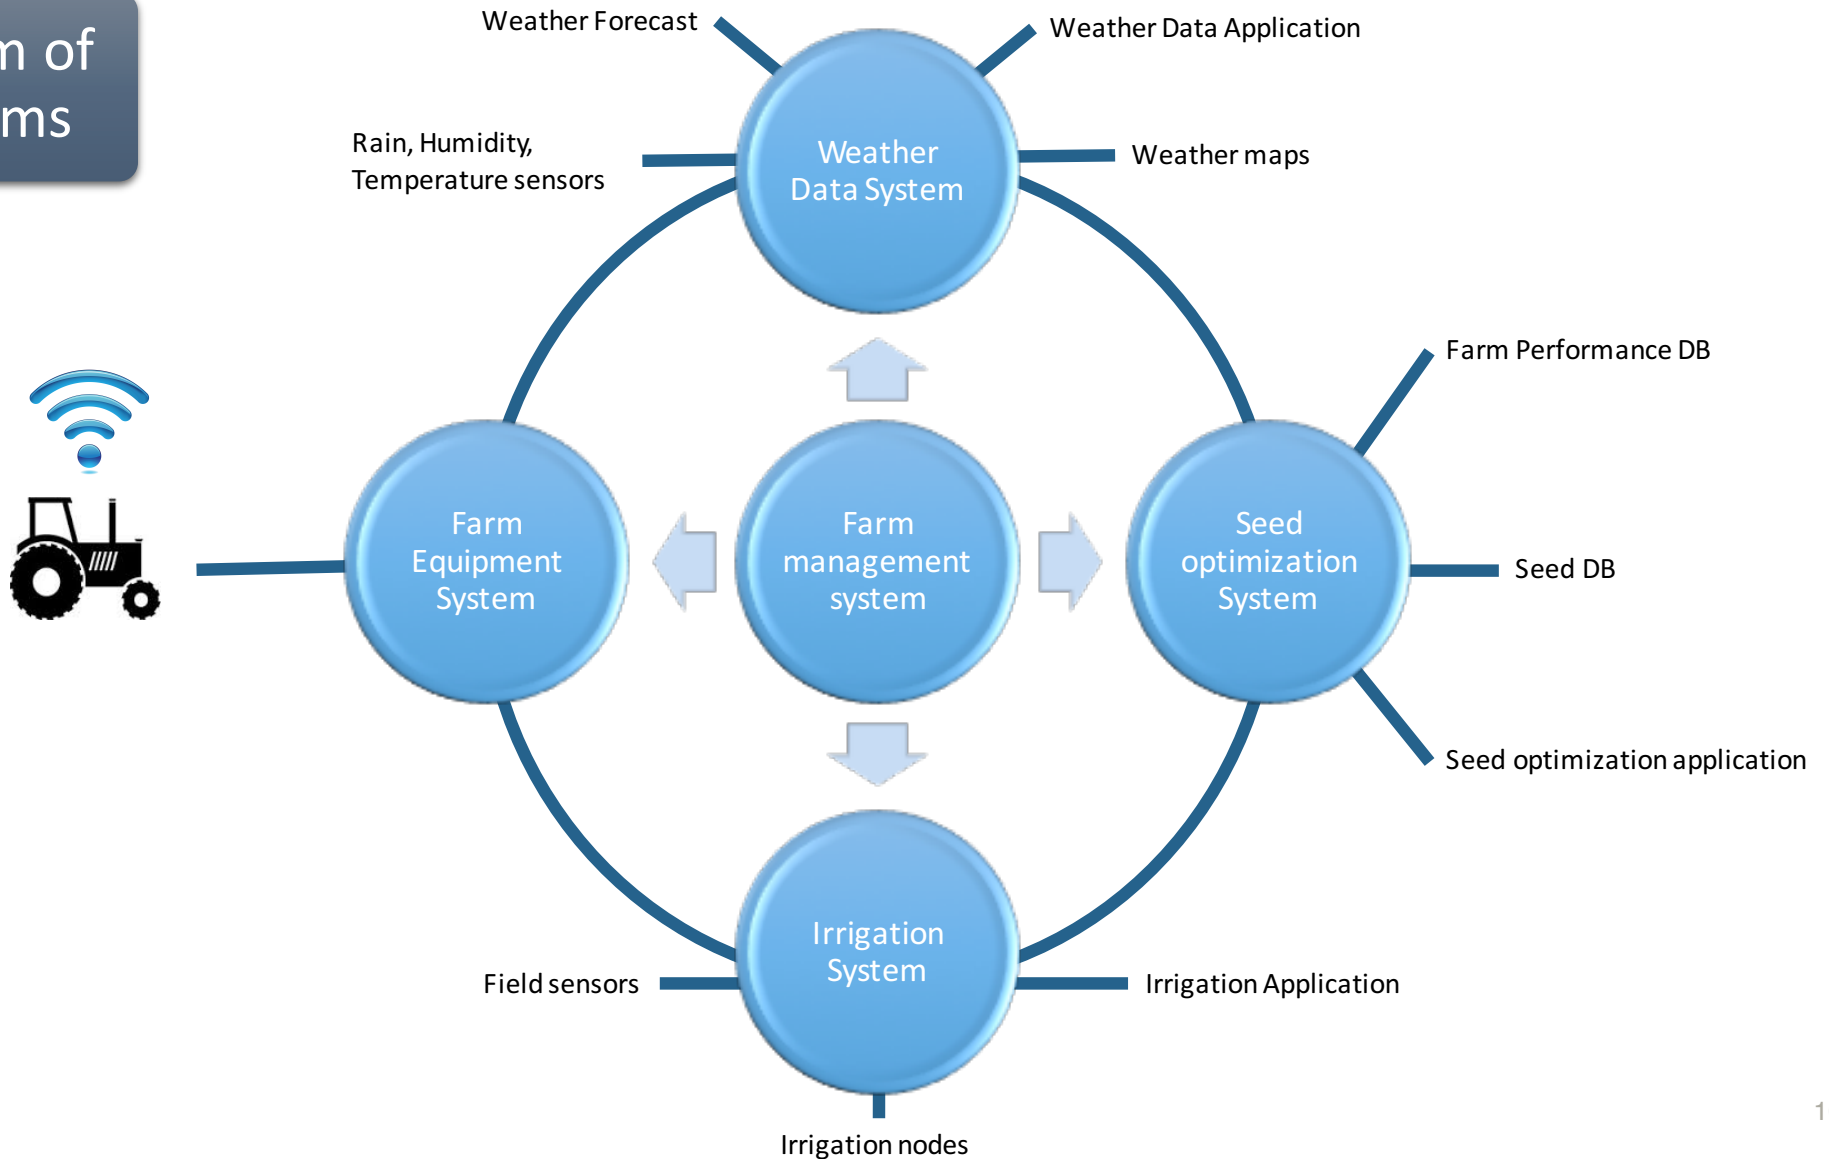 m of
ms
Weather Forecast
Weather Data Application
Rain, Humidity,
Temperature sensors
Weather
Data System
Weather maps
Farm Performance DB
Farm
Equipment
System
Farm
management
system
Seed
optimization
System
Seed DB
Seed optimization application
Irrigation
System
Field sensors
Irrigation Application
Irrigation nodes
1